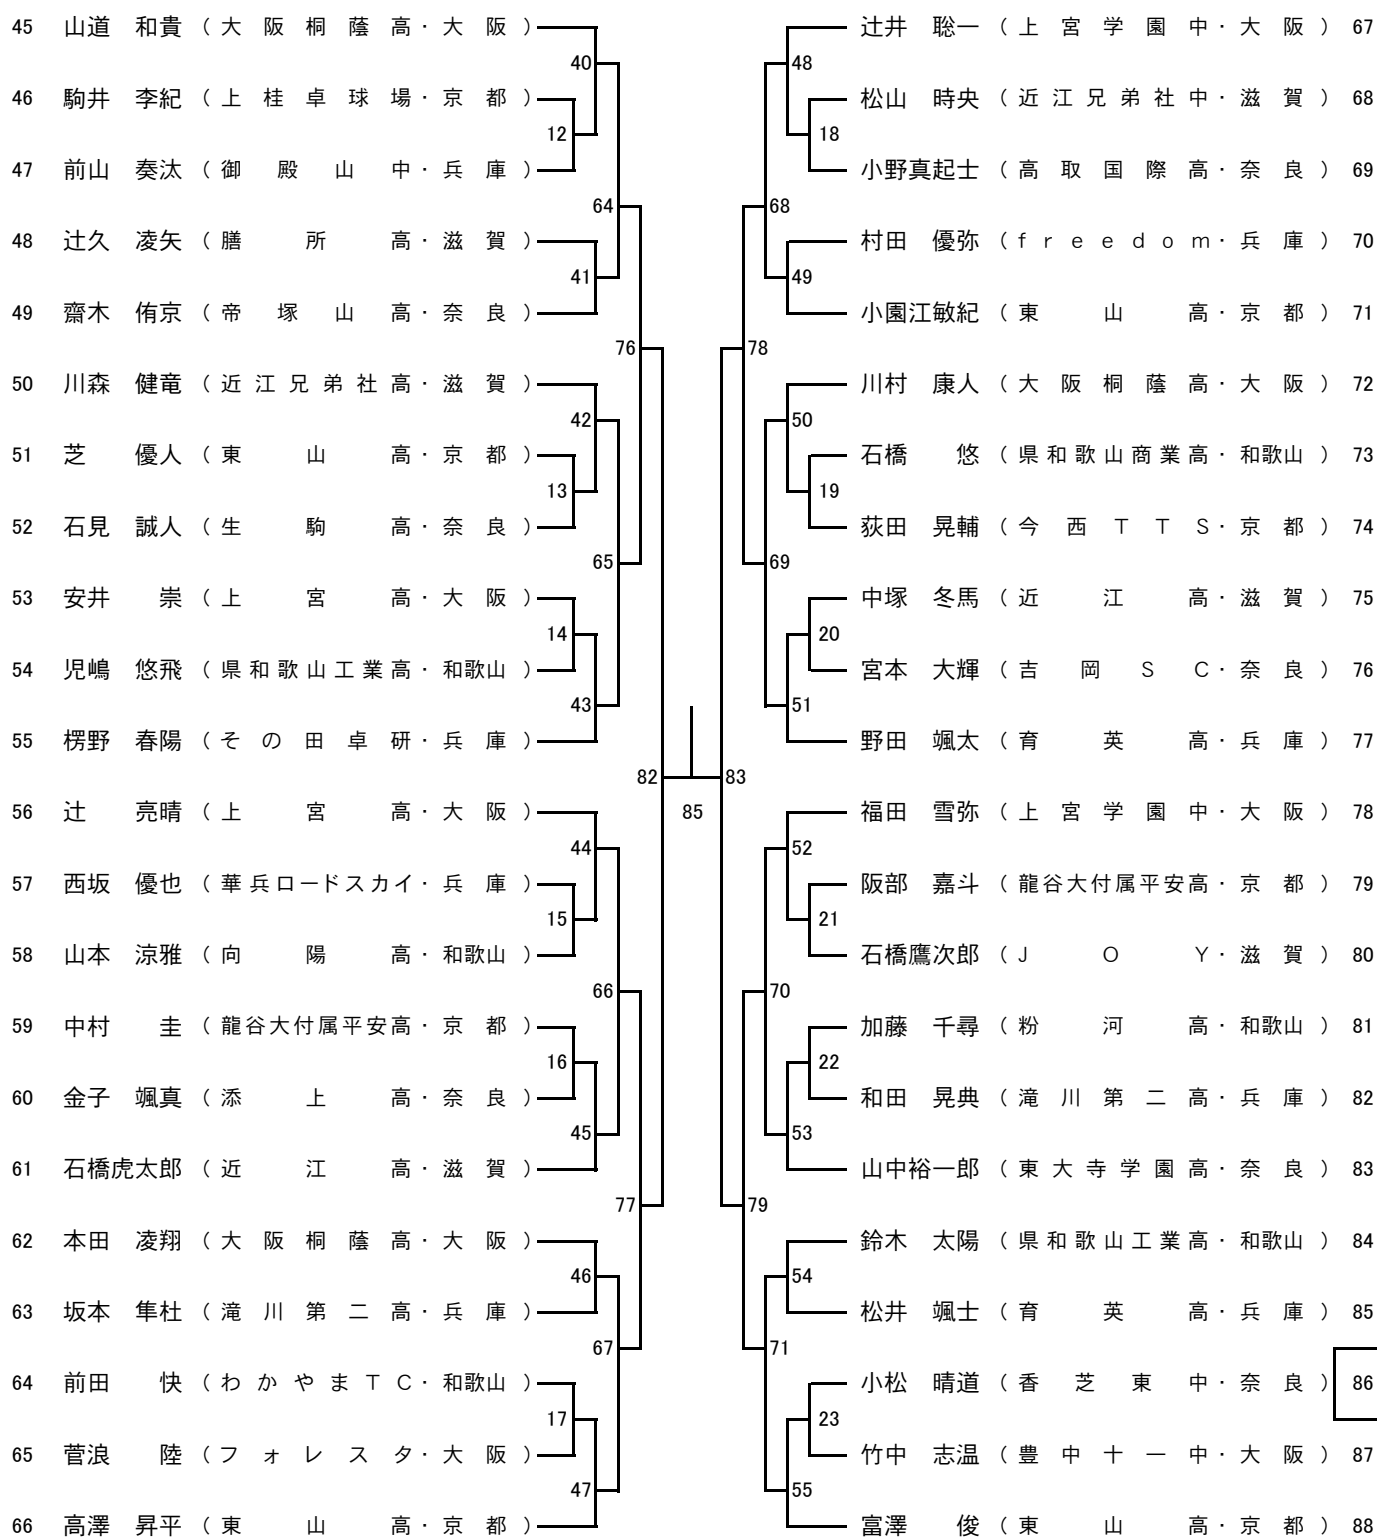 45 山道 和貴 （大阪桐蔭高・大阪）
40
46 駒井 李紀 （上桂卓球場・京都）
12
47 前山 奏汰 （御殿山中・兵庫）
64
48 辻久 凌矢 （膳所高・滋賀）
41
49 齋木 侑京 （帝塚山高・奈良）
76
50 川森 健竜 （近江兄弟社高・滋賀）
42
51 芝 優人 （東山高・京都）
13
52 石見 誠人 （生駒高・奈良）
65
53 安井 崇 （上宮高・大阪）
14
54 児嶋 悠飛 （県和歌山工業高・和歌山）
43
55 楞野 春陽 （その田卓研・兵庫）
82
56 辻 亮晴 （上宮高・大阪）
44
57 西坂 優也 （華兵ロードスカイ・兵庫）
15
58 山本 涼雅 （向陽高・和歌山）
66
59 中村 圭 （龍谷大付属平安高・京都）
16
60 金子 颯真 （添上高・奈良）
45
61 石橋虎太郎 （近江高・滋賀）
77
62 本田 凌翔 （大阪桐蔭高・大阪）
46
63 坂本 隼杜 （滝川第二高・兵庫）
67
64 前田 快 （わかやまTC・和歌山）
17
65 菅浪 陸 （フォレスタ・大阪）
47
66 高澤 昇平 （東山高・京都）
85
辻井 聡一 （上宮学園中・大阪） 67
48
松山 時央 （近江兄弟社中・滋賀） 68
18
小野真起士 （高取国際高・奈良） 69
68
村田 優弥 （freedom・兵庫） 70
49
小園江敏紀 （東山高・京都） 71
78
川村 康人 （大阪桐蔭高・大阪） 72
50
石橋 悠 （県和歌山商業高・和歌山） 73
19
荻田 晃輔 （今西TTS・京都） 74
69
中塚 冬馬 （近江高・滋賀） 75
20
宮本 大輝 （吉岡SC・奈良） 76
51
野田 颯太 （育英高・兵庫） 77
83
福田 雪弥 （上宮学園中・大阪） 78
52
阪部 嘉斗 （龍谷大付属平安高・京都） 79
21
石橋鷹次郎 （JOY・滋賀） 80
70
加藤 千尋 （粉河高・和歌山） 81
22
和田 晃典 （滝川第二高・兵庫） 82
53
山中裕一郎 （東大寺学園高・奈良） 83
79
鈴木 太陽 （県和歌山工業高・和歌山） 84
54
松井 颯士 （育英高・兵庫） 85
71
小松 晴道 （香芝東中・奈良） 86
23
竹中 志温 （豊中十一中・大阪） 87
55
富澤 俊 （東山高・京都） 88